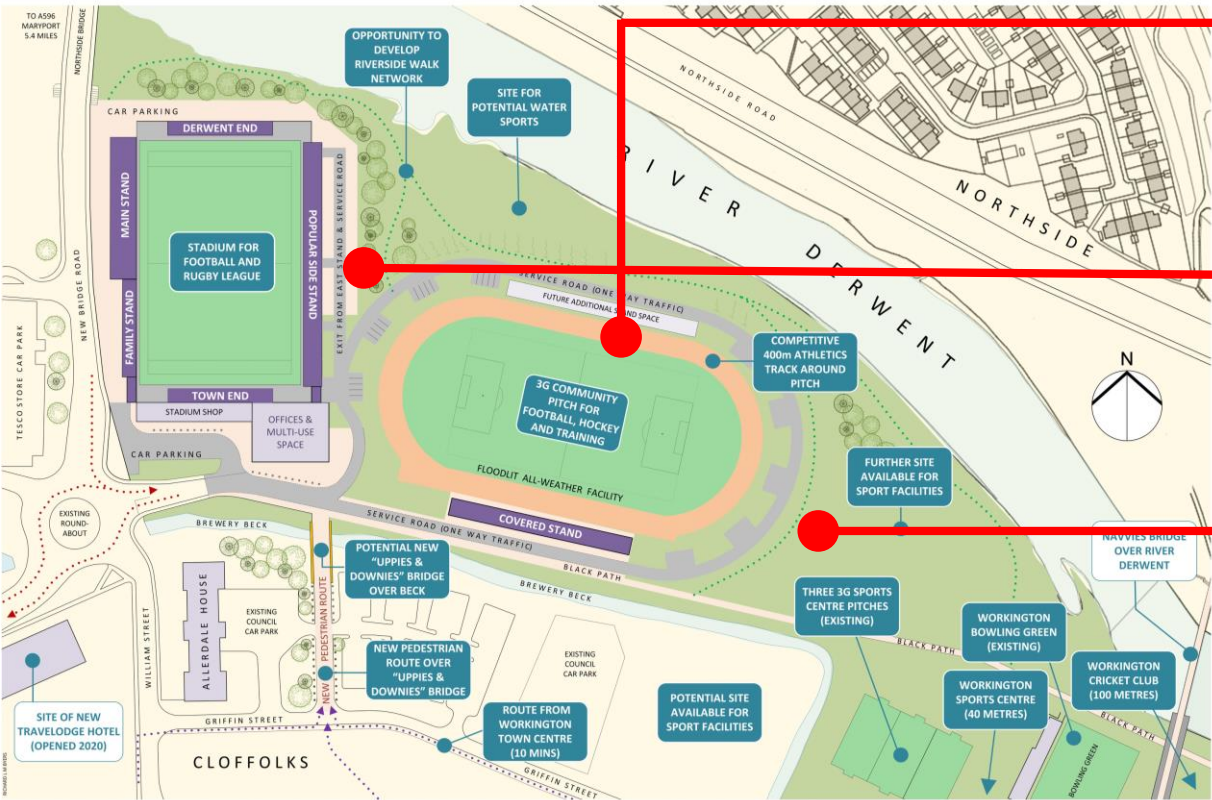 TO A596
MARYPORT
5.4 MILES
NORTHSIDE BRIDGE
OPPORTUNITY TO
DEVELOP
RIVERSIDE WALK
NETWORK
SITE FOR
POTENTIAL WATER
SPORTS
NORTHSIDE ROAD
NORTHSIDE
RIVER DERWENT
CAR PARKING
DERWENT END
MAIN STAND
FAMILY STAND
STADIUM FOR
FOOTBALL AND
RUGBY LEAGUE
POPULAR SIDE STAND
EXIT FROM EAST STAND & SERVICE ROAD
TOWN END
STADIUM SHOP
OFFICES &
MULTI-USE
SPACE
CAR PARKING
NEW BRIDGE ROAD
TESCO STORE CAR PARK
SERVICE ROAD (ONE WAY TRAFFIC)
FUTURE ADDITIONAL STAND SPACE
COMPETITIVE
400m ATHLETICS
TRACK AROUND
PITCH
3G COMMUNITY
PITCH FOR
FOOTBALL, HOCKEY
AND TRAINING
FLOODLIT ALL-WEATHER FACILITY
COVERED STAND
N
FURTHER SITE
AVAILABLE FOR
SPORT FACILITIES
EXISTING
ROUND-
ABOUT
BREWERY BECK
SERVICE ROAD (ONE WAY TRAFFIC)
BLACK PATH
BREWERY BECK
POTENTIAL NEW
"UPPIES &
DOWNIES" BRIDGE
OVER BECK
NAVVIES BRIDGE
OVER RIVER
DERWENT
THREE 3G SPORTS
CENTRE PITCHES
(EXISTING)
WORKINGTON
BOWLING GREEN
(EXISTING)
BLACK PATH
WILLIAM STREET
ALLERDALE HOUSE
EXISTING
COUNCIL
CAR PARK
NEW PEDESTRIAN ROUTE
NEW PEDESTRIAN
ROUTE OVER
"UPPIES &
DOWNIES" BRIDGE
EXISTING
COUNCIL
CAR PARK
POTENTIAL SITE
AVAILABLE FOR
SPORT FACILITIES
WORKINGTON
SPORTS CENTRE
(40 METRES)
WORKINGTON
CRICKET CLUB
(100 METRES)
BLACK PATH
BOWLING GREEN
SITE OF NEW
TRAVELODGE HOTEL
(OPENED 2020)
GRIFFIN STREET
ROUTE FROM
WORKINGTON
TOWN CENTRE
(10 MINS)
GRIFFIN STREET
CLOFFOLKS